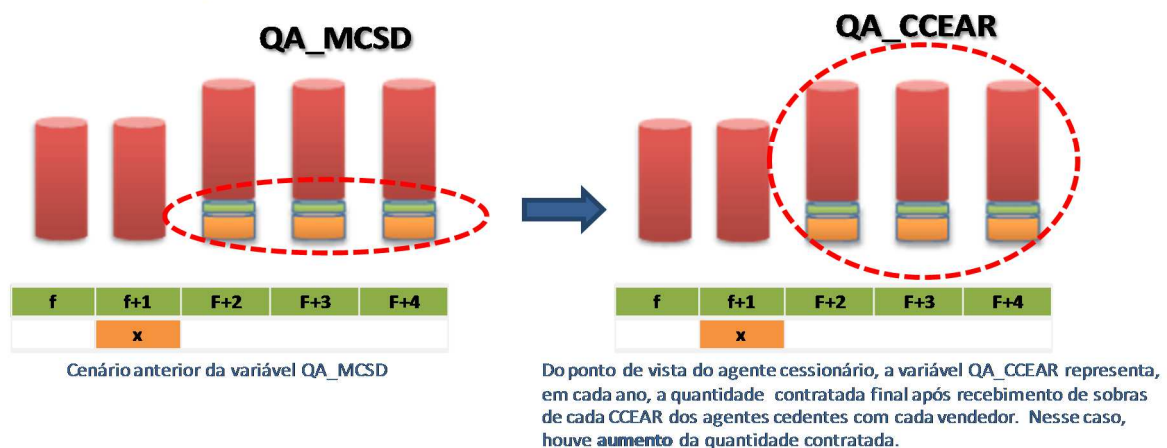 QA_MCSD
QA_CCEAR
f f+1 F+2 F+3 F+4
x
f f+1 F+2 F+3 F+4
x
Cenário anterior da variável QA_MCSD
Do ponto de vista do agente cessionário, a variável QA_CCEAR representa,
em cada ano, a quantidade contratada final após recebimento de sobras
de cada CCEAR dos agentes cedentes com cada vendedor. Nesse caso,
houve aumento da quantidade contratada.